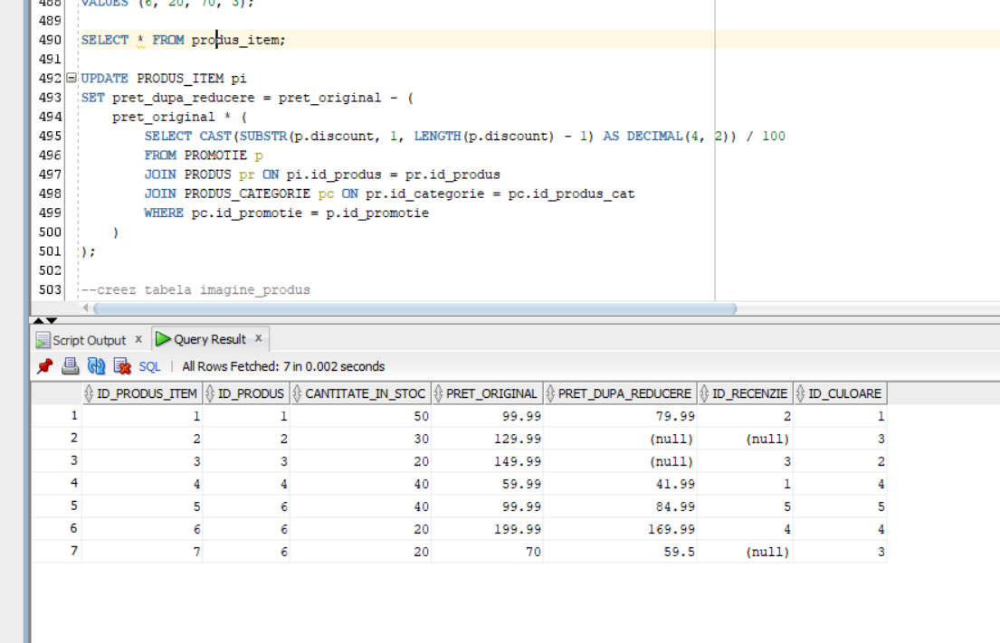 488 VALUES (6, 20, 70, 3);
489
490 SELECT * FROM produs_item;
491
492 UPDATE PRODUS_ITEM pi
493 SET pret_dupa_reducere = pret_original - (
494 pret_original * (
495 SELECT CAST(SUBSTR(p.discount, 1, LENGTH(p.discount) - 1) AS DECIMAL(4, 2)) / 100
496 FROM PROMOTIE p
497 JOIN PRODUS pr ON pi.id_produs = pr.id_produs
498 JOIN PRODUS_CATEGORIE pc ON pr.id_categorie = pc.id_produs_cat
499 WHERE pc.id_promotie = p.id_promotie
500 )
501 );
502
503 --creez tabela imagine_produs
Script Output x Query Result x
SQL | All Rows Fetched: 7 in 0.002 seconds
ID_PRODUS_ITEM ID_PRODUS CANTITATE_IN_STOC PRET_ORIGINAL PRET_DUPA_REDUCERE ID_RECENZIE ID_CULOARE
1 1 1 50 99.99 79.99 2 1
2 2 2 30 129.99 (null) (null) 3
3 3 3 20 149.99 (null) 3 2
4 4 4 40 59.99 41.99 1 4
5 5 6 40 99.99 84.99 5 5
6 6 6 20 199.99 169.99 4 4
7 7 6 20 70 59.5 (null) 3